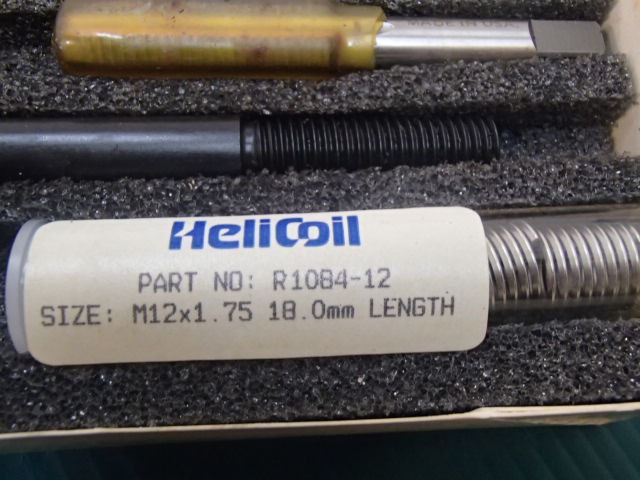 MADE IN USA
HeliCoil
PART NO: R1084-12
SIZE: M12x1.75 18.0mm LENGTH